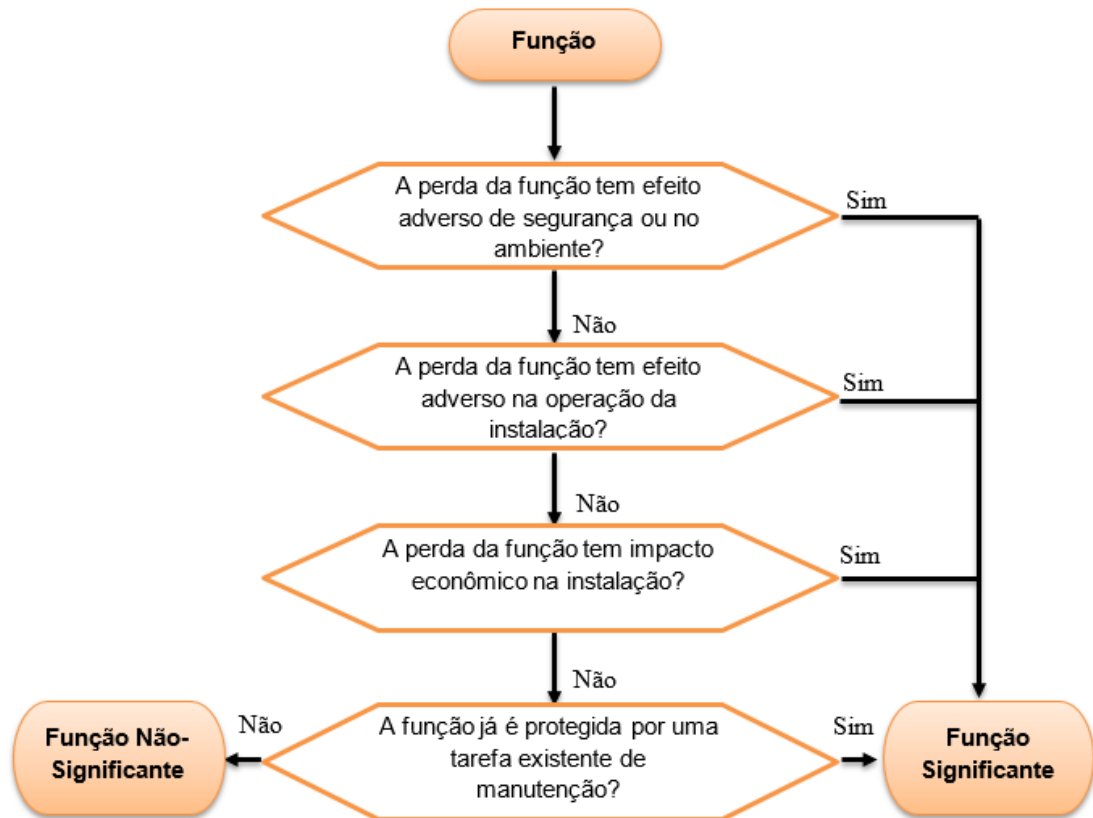 Função
A perda da função tem efeito
adverso de segurança ou no
ambiente?
Sim
Não
A perda da função tem efeito
adverso na operação da
instalação?
Sim
Não
A perda da função tem impacto
econômico na instalação?
Sim
Não
A função já é protegida por uma
tarefa existente de
manutenção?
Não
Sim
Função Não-
Significante
Função
Significante